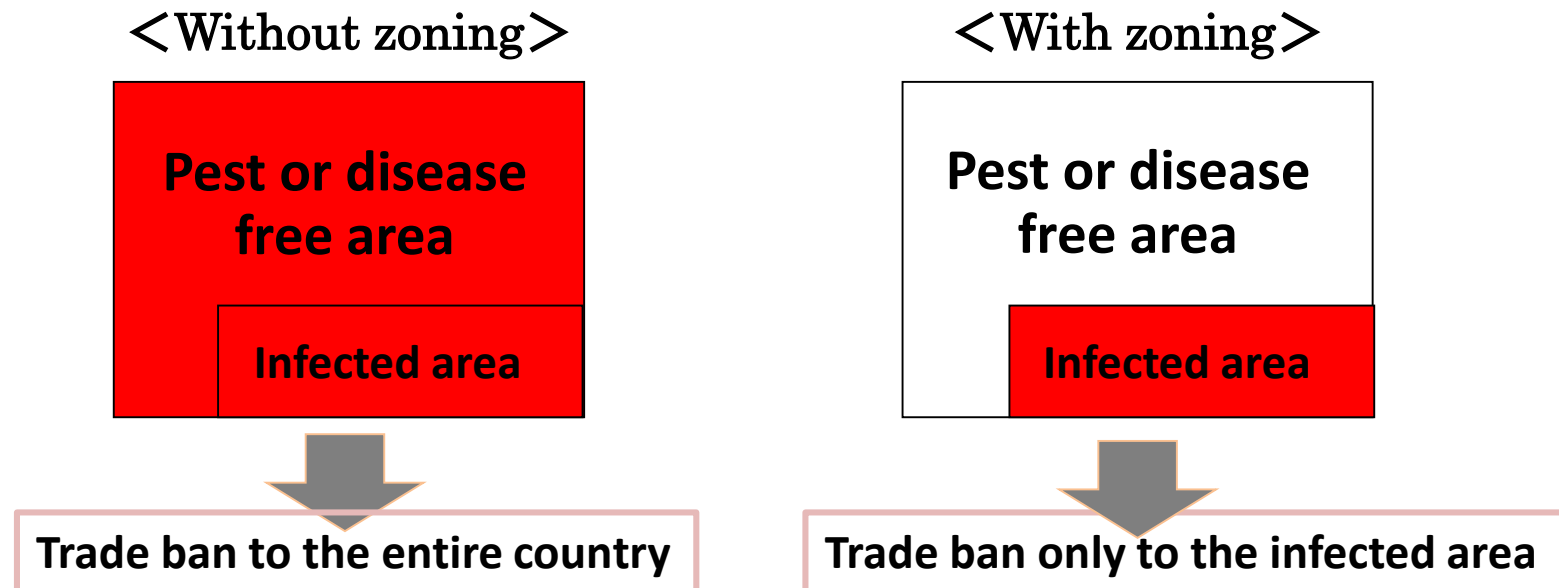 ＜Without zoning＞
Pest or disease
free area
Infected area
Trade ban to the entire country
＜With zoning＞
Pest or disease
free area
Infected area
Trade ban only to the infected area